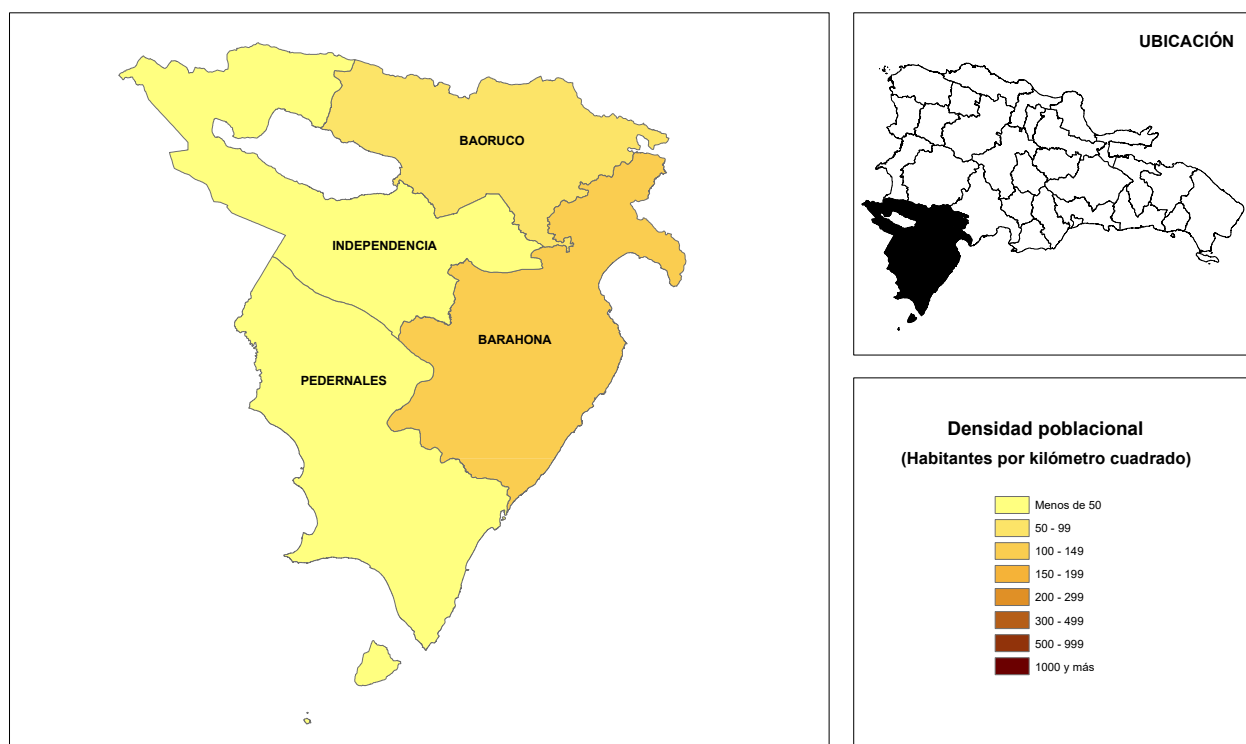 BAORUCO
INDEPENDENCIA
BARAHONA
PEDERNALES
UBICACIÓN
Densidad poblacional
(Habitantes por kilómetro cuadrado)
Menos de 50
50 - 99
100 - 149
150 - 199
200 - 299
300 - 499
500 - 999
1000 y más